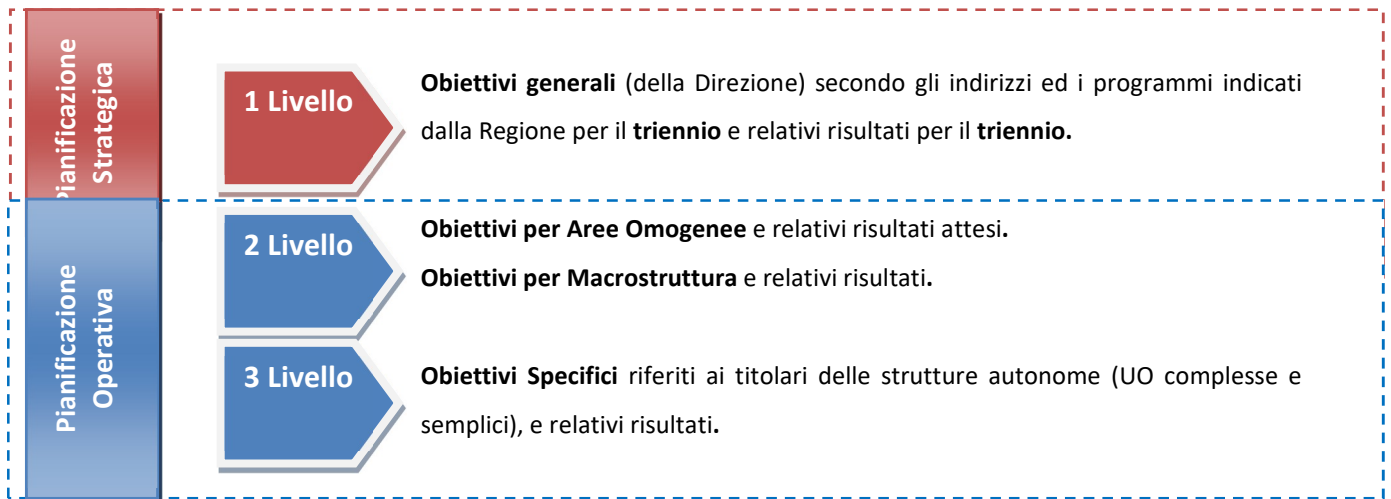 Pianificazione
Strategica
1 Livello
Obiettivi generali (della Direzione) secondo gli indirizzi ed i programmi indicati
dalla Regione per il triennio e relativi risultati per il triennio.
Pianificazione
Operativa
2 Livello
Obiettivi per Aree Omogenee e relativi risultati attesi.
Obiettivi per Macrostruttura e relativi risultati.
3 Livello
Obiettivi Specifici riferiti ai titolari delle strutture autonome (UO complesse e
semplici), e relativi risultati.